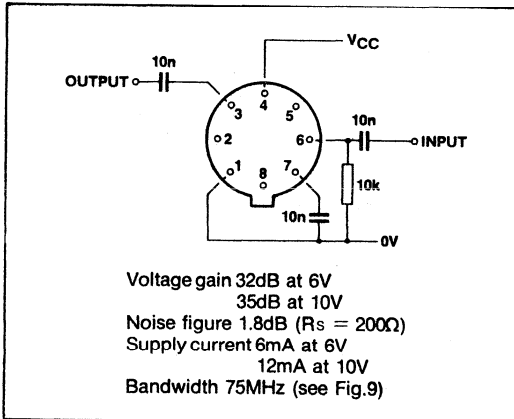 VCC
10n
OUTPUT
4
3
5
10n
2
6
INPUT
1
7
8
10k
10n
0V
Voltage gain 32dB at 6V
35dB at 10V
Noise figure 1.8dB (Rs = 200Ω)
Supply current 6mA at 6V
12mA at 10V
Bandwidth 75MHz (see Fig.9)